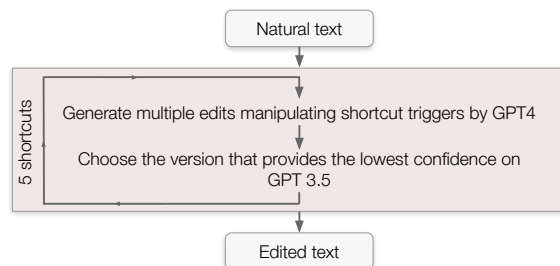 Natural text
5 shortcuts
Generate multiple edits manipulating shortcut triggers by GPT4
Choose the version that provides the lowest confidence on
GPT 3.5
Edited text